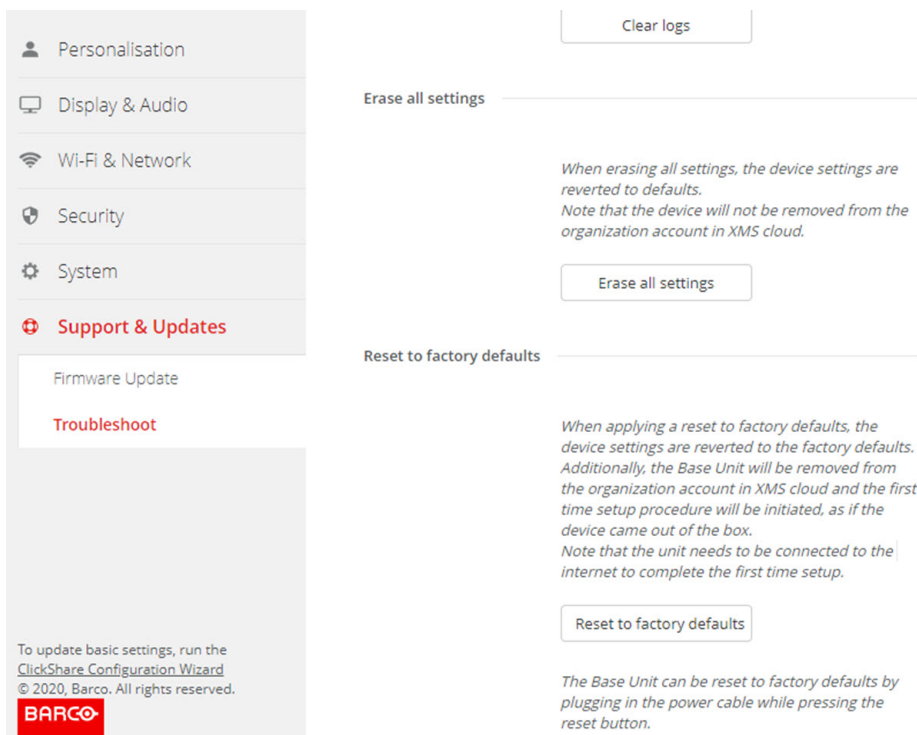 Personalisation
Display & Audio
Wi-Fi & Network
Security
System
Support & Updates
Firmware Update
Troubleshoot
To update basic settings, run the
ClickShare Configuration Wizard
© 2020, Barco. All rights reserved.
BARCO
Clear logs
Erase all settings
When erasing all settings, the device settings are
reverted to defaults.
Note that the device will not be removed from the
organization account in XMS cloud.
Erase all settings
Reset to factory defaults
When applying a reset to factory defaults, the
device settings are reverted to the factory defaults.
Additionally, the Base Unit will be removed from
the organization account in XMS cloud and the first
time setup procedure will be initiated, as if the
device came out of the box.
Note that the unit needs to be connected to the
internet to complete the first time setup.
Reset to factory defaults
The Base Unit can be reset to factory defaults by
plugging in the power cable while pressing the
reset button.